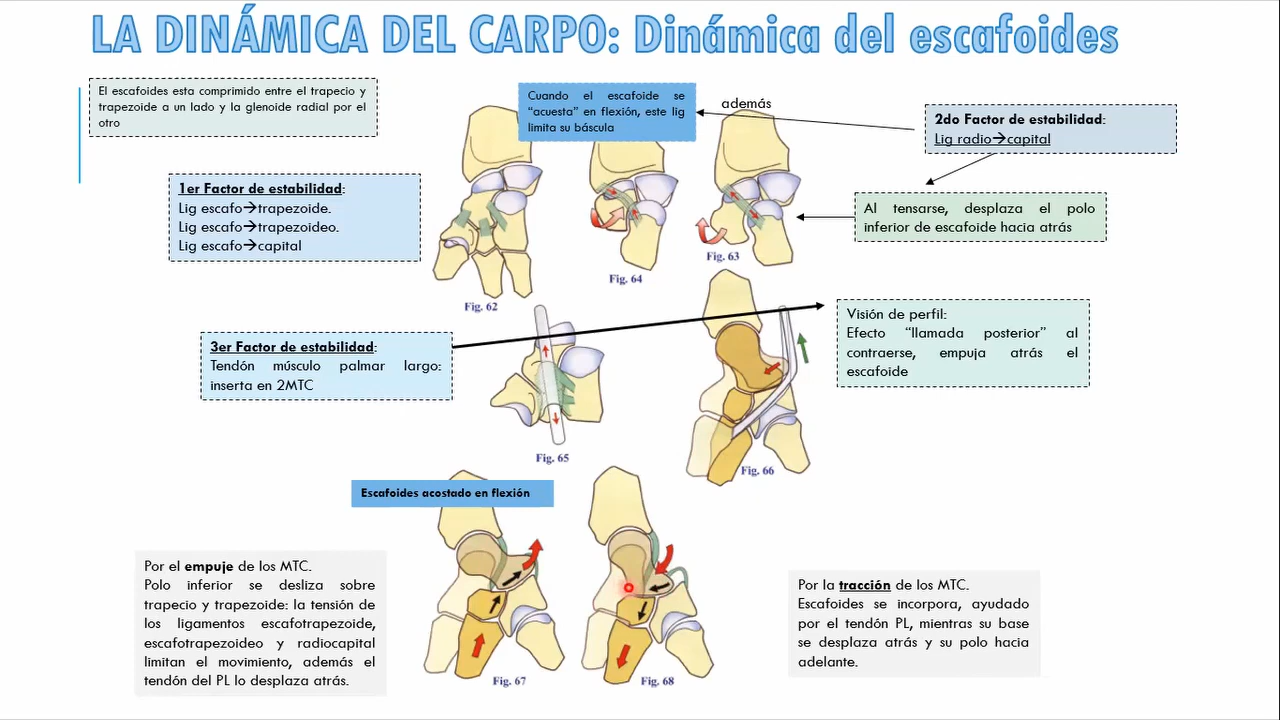 LA DINÁMICA DEL CARPO: Dinámica del escafoides
El escafoides esta comprimido entre el trapecio y
trapezoide a un lado y la glenoide radial por el
otro
Cuando el escafoide se
“acuesta” en flexión, este lig
limita su báscula
además
2do Factor de estabilidad:
Lig radio→capital
1er Factor de estabilidad:
Lig escafo→trapezoide.
Lig escafo→trapezoideo.
Lig escafo→capital
Al tensarse, desplaza el polo
inferior de escafoide hacia atrás
Fig. 62
Fig. 64
Fig. 63
3er Factor de estabilidad:
Tendón músculo palmar largo:
inserta en 2MTC
Visión de perfil:
Efecto “llamada posterior” al
contraerse, empuja atrás el
escafoide
Fig. 65
Fig. 66
Escafoides acostado en flexión
Por el empuje de los MTC.
Polo inferior se desliza sobre
trapecio y trapezoide: la tensión de
los ligamentos escafotrapezoide,
escafotrapezoideo y radiocapital
limitan el movimiento, además el
tendón del PL lo desplaza atrás.
Fig. 67
Fig. 68
Por la tracción de los MTC.
Escafoides se incorpora, ayudado
por el tendón PL, mientras su base
se desplaza atrás y su polo hacia
adelante.